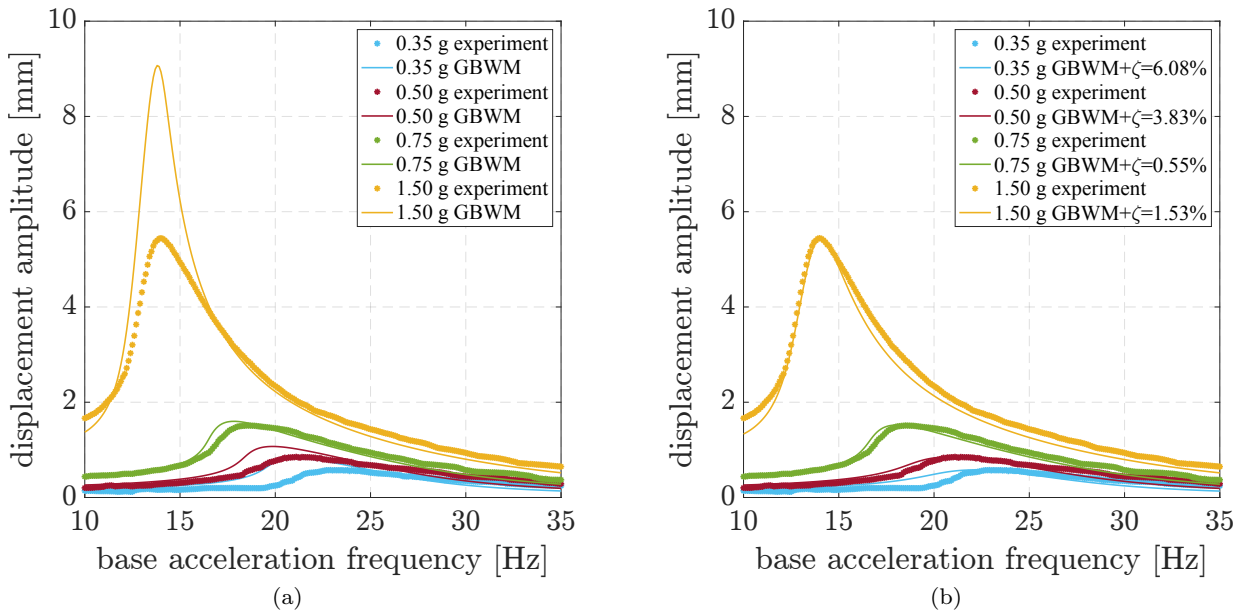 10
8
6
4
2
0
displacement amplitude [mm]
0.35 g experiment
0.35 g GBWM
0.50 g experiment
0.50 g GBWM
0.75 g experiment
0.75 g GBWM
1.50 g experiment
1.50 g GBWM
10 15 20 25 30 35
base acceleration frequency [Hz]
(a)
10
8
6
4
2
0
displacement amplitude [mm]
0.35 g experiment
0.35 g GBWM+ζ=6.08%
0.50 g experiment
0.50 g GBWM+ζ=3.83%
0.75 g experiment
0.75 g GBWM+ζ=0.55%
1.50 g experiment
1.50 g GBWM+ζ=1.53%
10 15 20 25 30 35
base acceleration frequency [Hz]
(b)